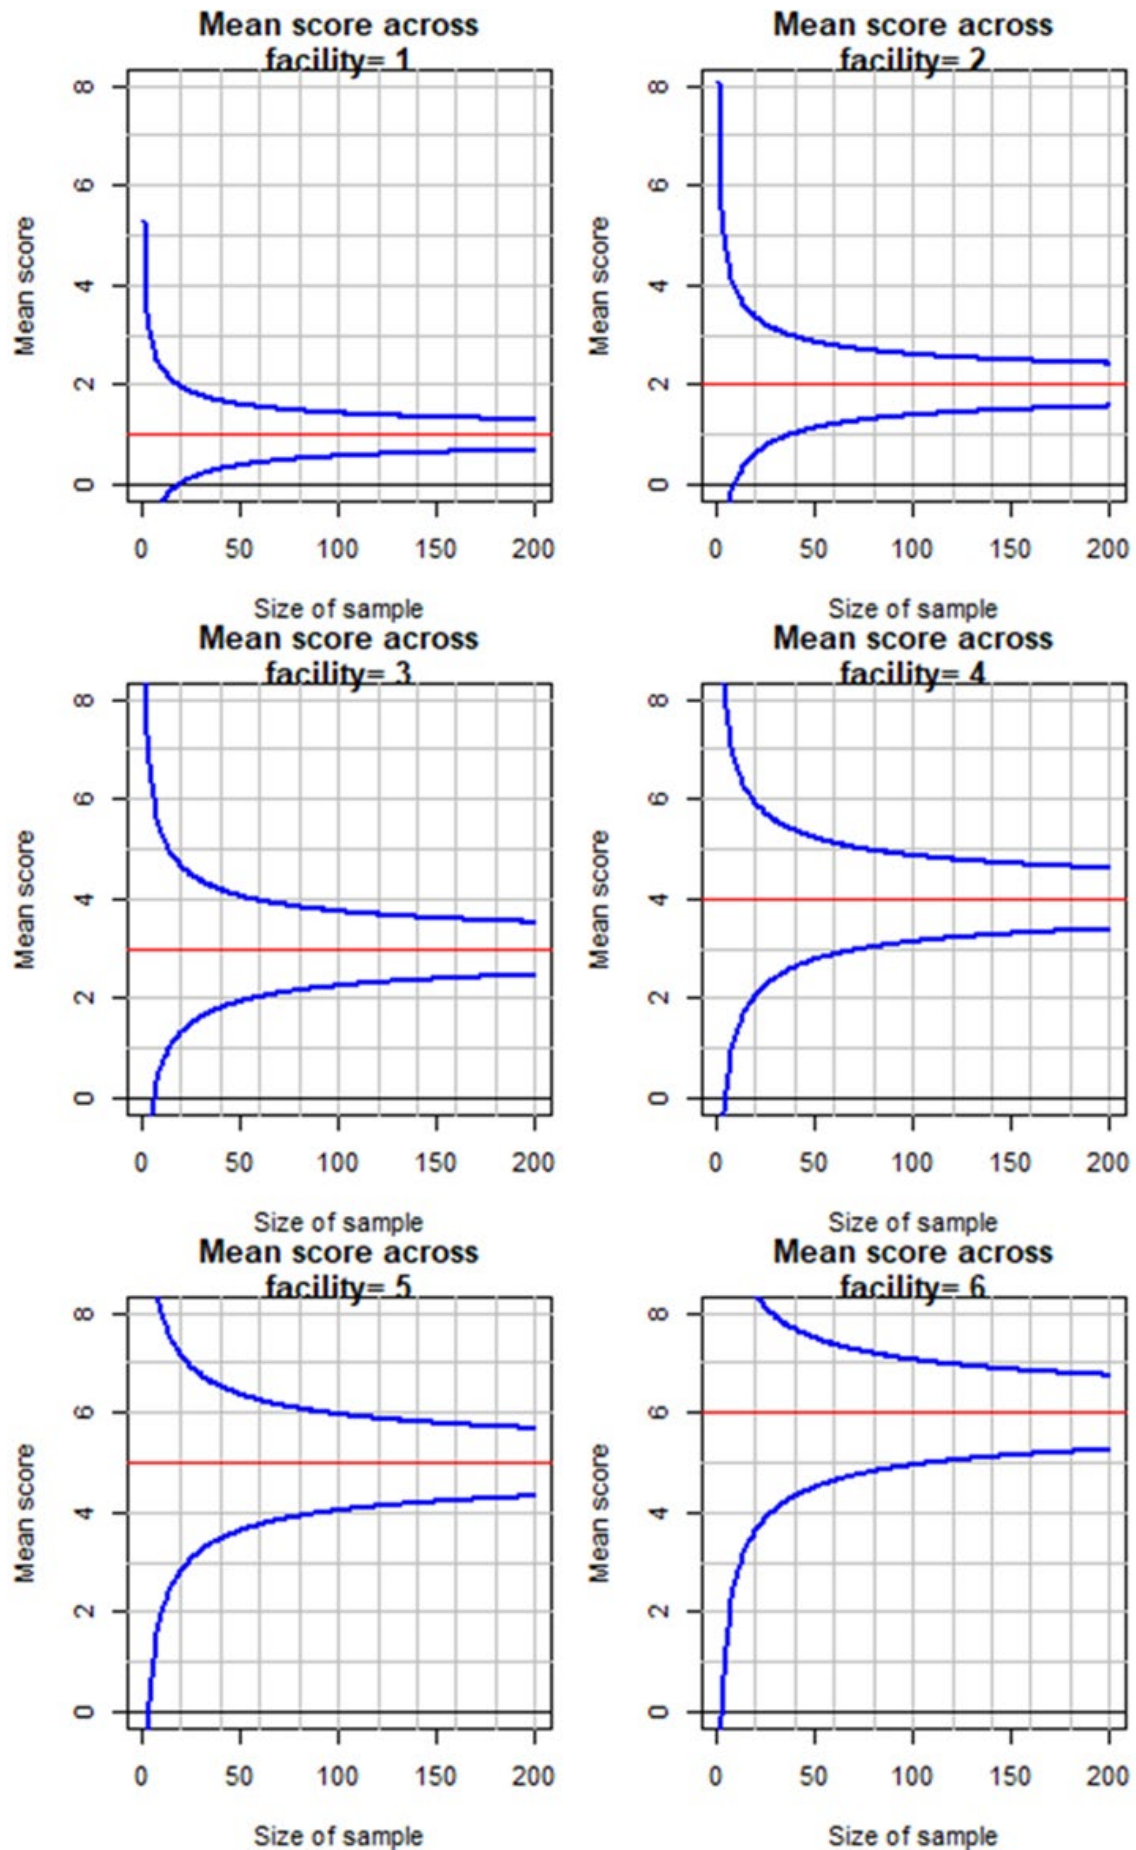 Mean score across
facility= 1
Mean score
8
6
4
2
0
0 50 100 150 200
Size of sample
Mean score across
facility= 2
Mean score
8
6
4
2
0
0 50 100 150 200
Size of sample
Mean score across
facility= 3
Mean score
8
6
4
2
0
0 50 100 150 200
Size of sample
Mean score across
facility= 4
Mean score
8
6
4
2
0
0 50 100 150 200
Size of sample
Mean score across
facility= 5
Mean score
8
6
4
2
0
0 50 100 150 200
Size of sample
Mean score across
facility= 6
Mean score
8
6
4
2
0
0 50 100 150 200
Size of sample